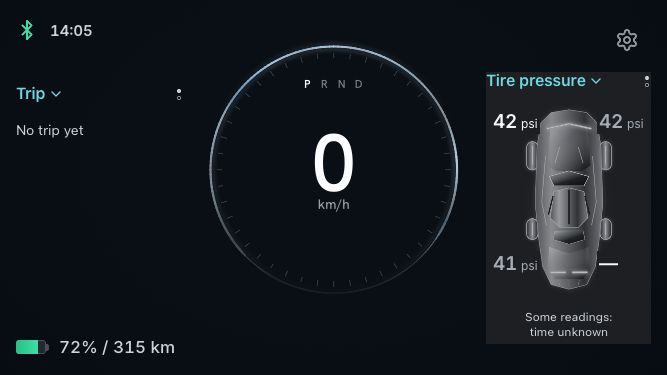 14:05
Trip
No trip yet
P R N D
0
km/h
Tire pressure
42 psi
42 psi
41 psi
—
Some readings:
time unknown
72% / 315 km